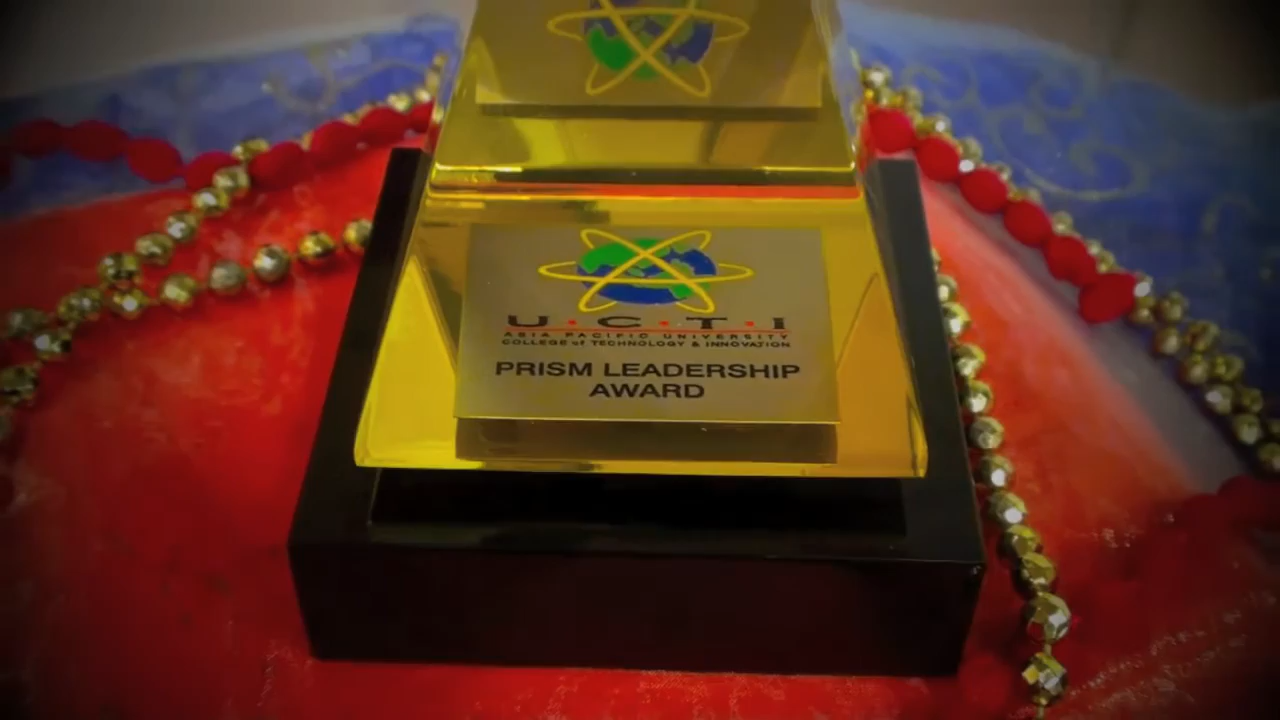 U·C·T·I
ASIA PACIFIC UNIVERSITY
COLLEGE of TECHNOLOGY & INNOVATION
PRISM LEADERSHIP
AWARD